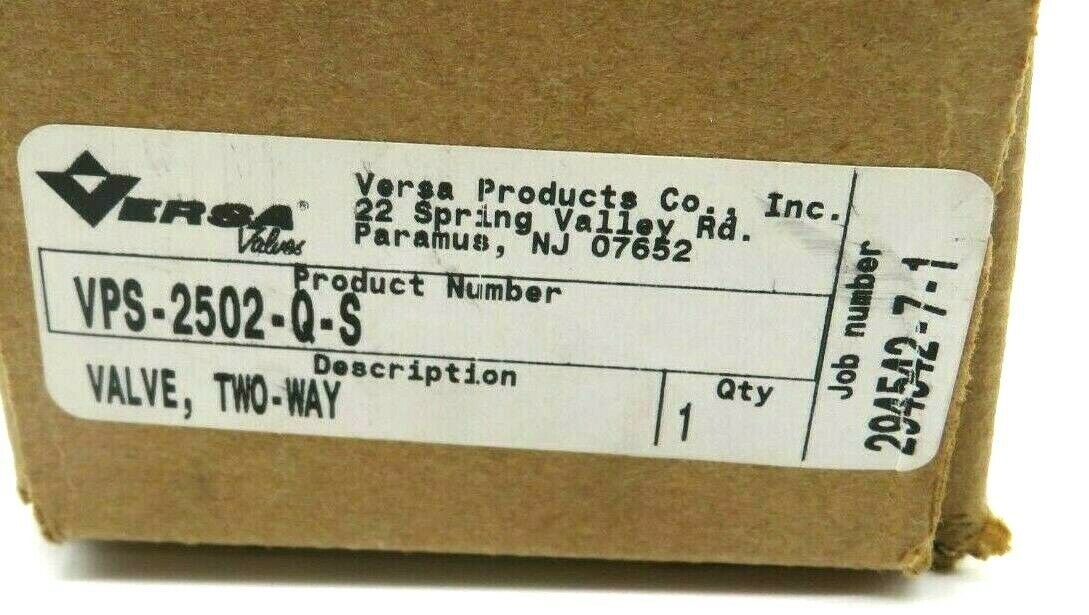 VERSA®
Valves
Versa Products Co., Inc.
22 Spring Valley Rd.
Paramus, NJ 07652
Product Number
VPS-2502-Q-S
Description
VALVE, TWO-WAY
Qty
1
Job number
294542-7-1